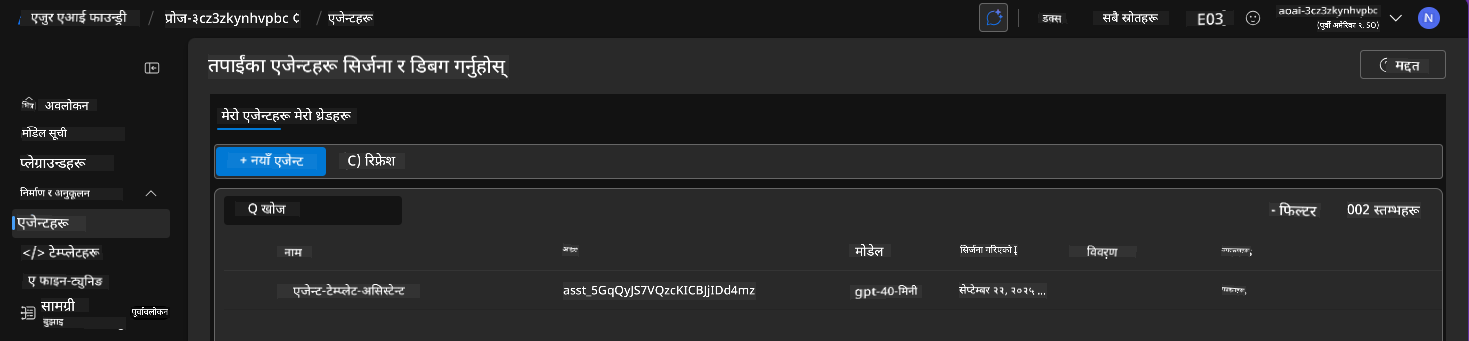 एजुर एआई फाउन्ड्री / प्रोज-३cz3zkynhvpbc ¢ / एजेन्टहरू
डक्स सबै स्रोतहरू E03
aoai-3cz3zkynhvpbc
(पूर्वी अमेरिका २, SO)
N
तपाईंका एजेन्टहरू सिर्जना र डिबग गर्नुहोस्
मद्दत
अवलोकन
मोडेल सूची
प्लेग्राउन्डहरू
निर्माण र अनुकूलन
एजेन्टहरू
</> टेम्प्लेटहरू
ए फाइन-ट्युनिङ
सामग्री
पूर्वावलोकन
मेरो एजेन्टहरू मेरो थ्रेडहरू
+ नयाँ एजेन्ट C) रिफ्रेश
Q खोज
- फिल्टर 002 स्तम्भहरू
नाम मोडेल सिर्जना गरिएको विवरण
एजेन्ट-टेम्प्लेट-असिस्टेन्ट asst_5GqQyJS7VQzcKICBJjIDd4mz gpt-40-मिनी सेप्टेम्बर २२, २०२५ ...